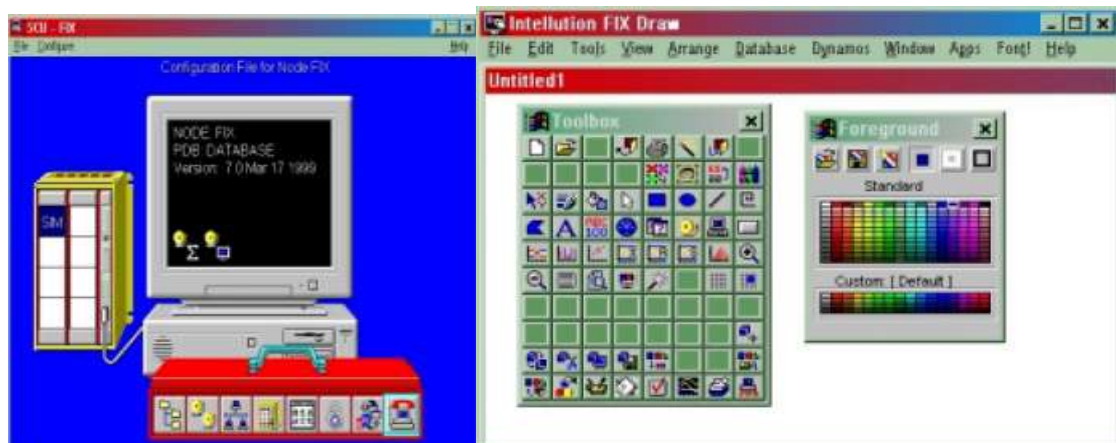 SCU - FIX
File Configure Help
Configuration File for Node FIX
NODE: FIX
PDB: DATABASE
Version: 7.0 Mar 17 1999
SIM
Intellution FIX Draw
File Edit Tools View Arrange Database Dynamos Window Apps Font! Help
Untitled1
Toolbox
A ABC 100
Foreground
Standard
Custom: [ Default ]